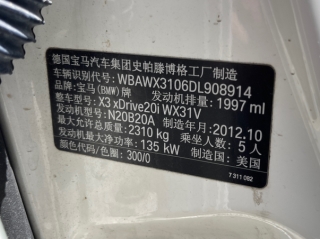 德国宝马汽车集团史帕滕博格工厂制造
车辆识别代号: WBAWX3106DL908914
品牌: 宝马(BMW)牌 发动机排量: 1997 ml
整车型号: X3 xDrive20i WX31V
发动机型号: N20B20A 制造年月: 2012.10
最大允许总质量: 2310 kg 乘坐人数: 5 人
发动机最大净功率: 135 kW 制造国: 美国
颜色代码/色圈: 300/0
7 311 092